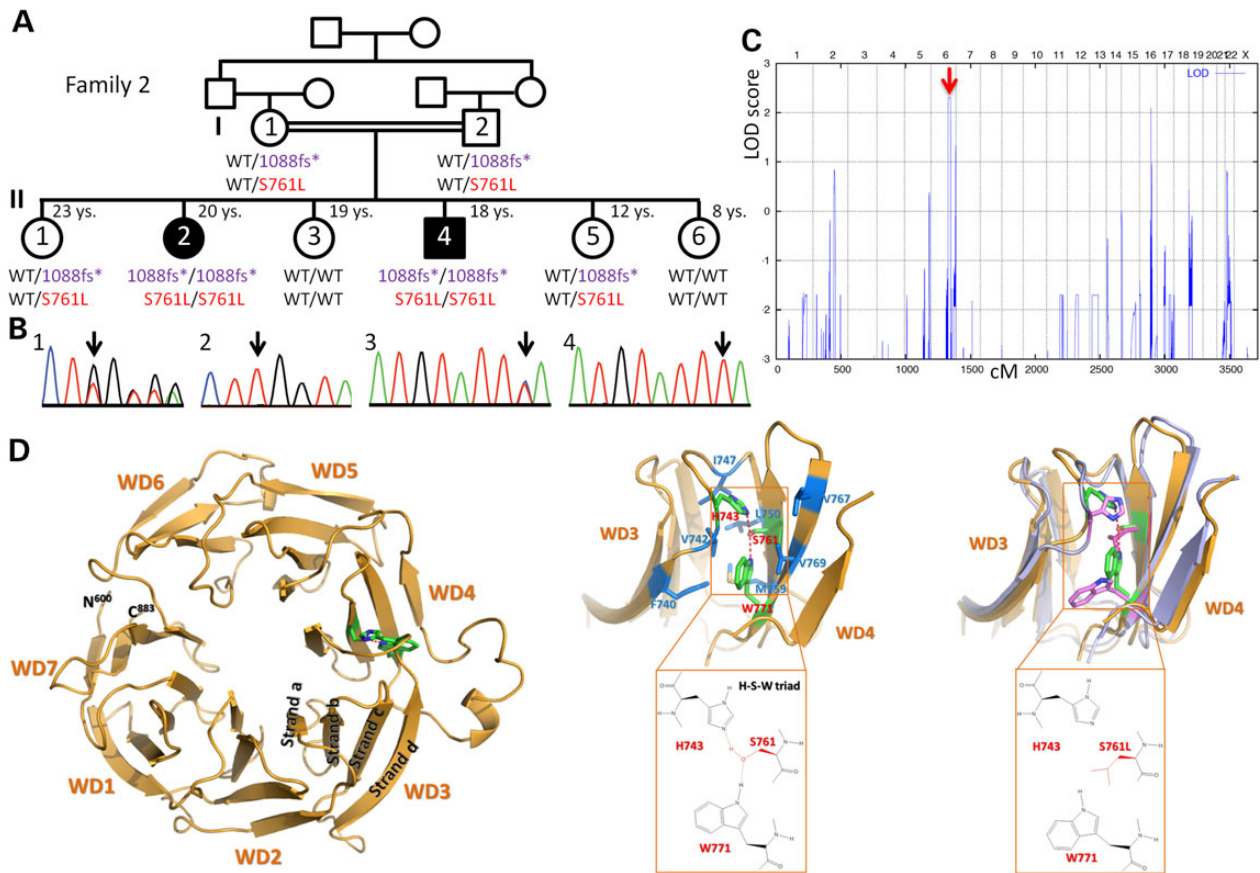 A
Family 2
I
1
2
WT/1088fs*
WT/S761L
WT/1088fs*
WT/S761L
II
23 ys.
20 ys.
19 ys.
18 ys.
12 ys.
8 ys.
1
2
3
4
5
6
WT/1088fs*
1088fs*/1088fs*
WT/WT
1088fs*/1088fs*
WT/1088fs*
WT/WT
WT/S761L
S761L/S761L
WT/WT
S761L/S761L
WT/S761L
WT/WT
B
1
2
3
4
C
1 2 3 4 5 6 7 8 9 10 11 12 13 14 15 16 17 18 19 2021 22 X
LOD
LOD score
3
2
1
0
-1
-2
-3
0 500 1000 1500 2000 2500 3000 3500
cM
D
WD6
WD5
WD4
N600
C883
WD7
Strand a
Strand b
Strand c
Strand d
WD1
WD3
WD2
I747
V767
H743
L750
WD3
S761
V742
V769
M759
F740
W771
WD4
H-S-W triad
H
N
N
O
N
H
H743
H
O
S761
N
H
O
H
N
W771
N
H
O
WD3
WD4
H
N
N
O
N
H
H743
S761L
N
H
O
H
N
W771
N
H
O